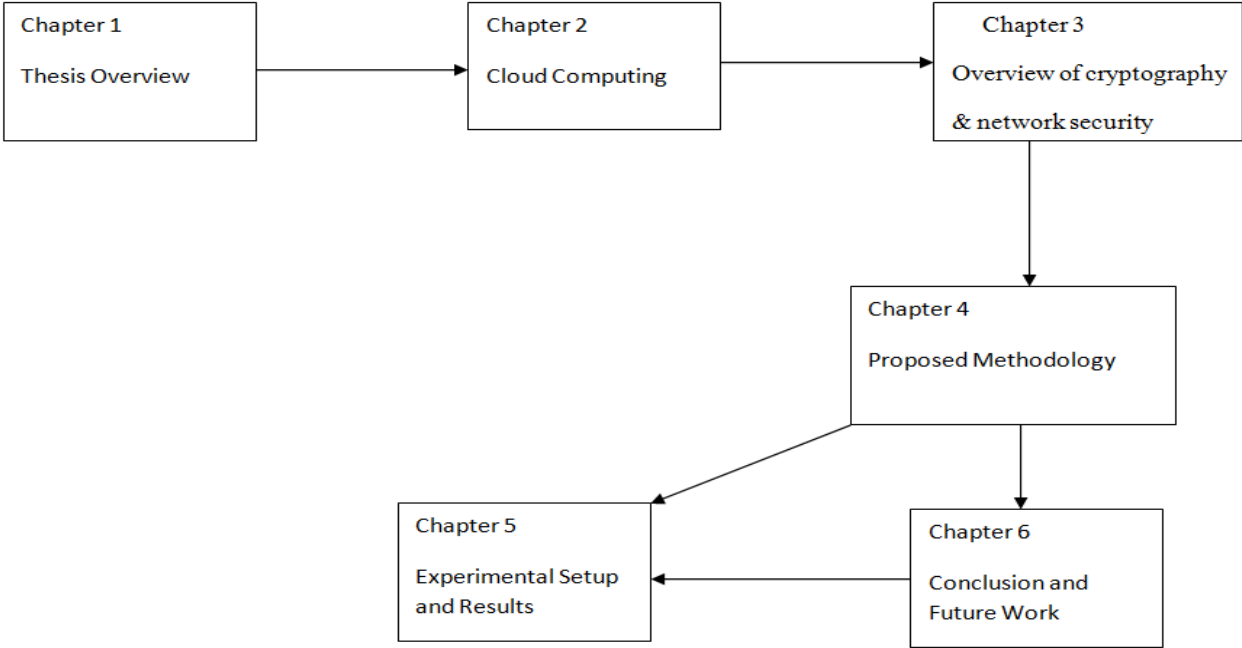 Chapter 1
Thesis Overview
Chapter 2
Cloud Computing
Chapter 3
Overview of cryptography
& network security
Chapter 4
Proposed Methodology
Chapter 5
Experimental Setup
and Results
Chapter 6
Conclusion and
Future Work